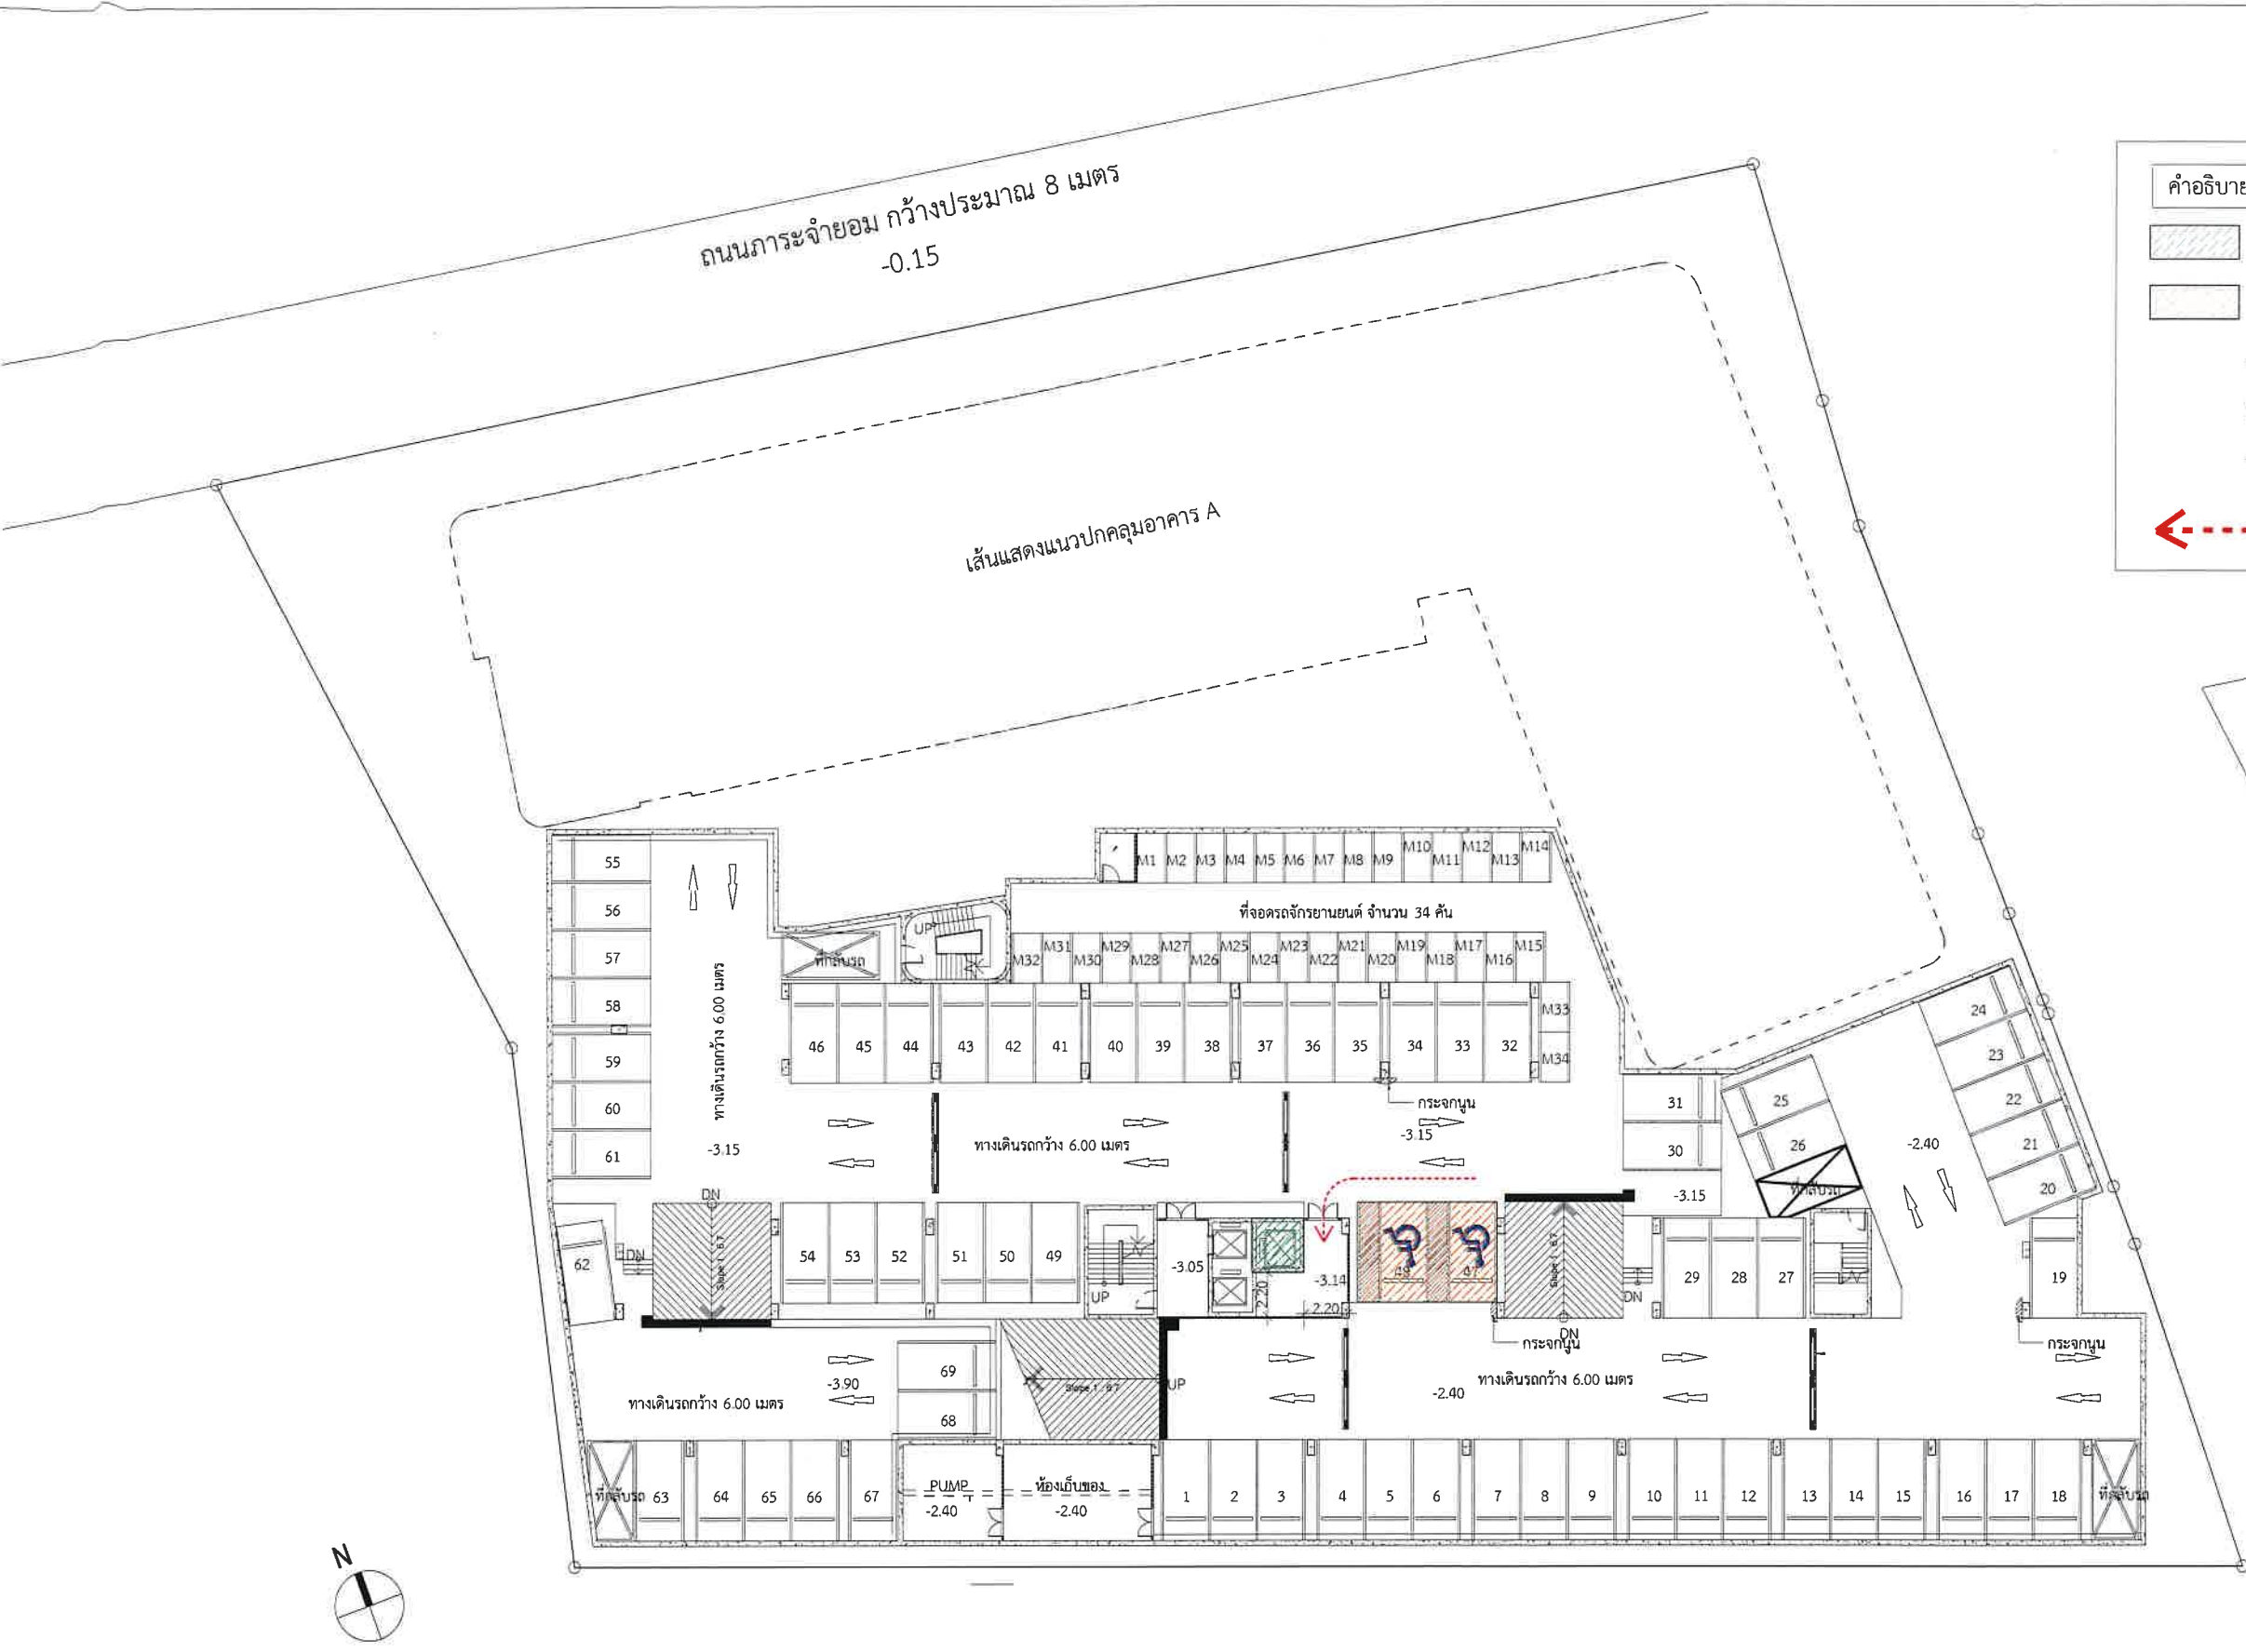 ถนนภาระจำยอม กว้างประมาณ 8 เมตร
-0.15
คำอธิบาย
เส้นแสดงแนวปกคลุมอาคาร A
M1 M2 M3 M4 M5 M6 M7 M8 M9 M10 M11 M12 M13 M14
ที่จอดรถจักรยานยนต์ จำนวน 34 คัน
M32 M31 M30 M29 M28 M27 M26 M25 M24 M23 M22 M21 M20 M19 M18 M17 M16 M15
M33
M34
UP
ที่กลับรถ
55
56
57
58
59
60
61
ทางเดินรถกว้าง 6.00 เมตร
-3.15
46 45 44 43 42 41 40 39 38 37 36 35 34 33 32
กระจกนูน
-3.15
ทางเดินรถกว้าง 6.00 เมตร
31
30
-3.15
25
26
ที่กลับรถ
-2.40
24
23
22
21
20
DN
62
DN
Slope 1 : 6.7
54 53 52 51 50 49
UP
-3.05
2.20
-3.14
2.20
48 47
Slope 1 : 6.7
DN
DN
29 28 27
19
กระจกนูน
กระจกนูน
69
68
-3.90
ทางเดินรถกว้าง 6.00 เมตร
Slope 1 : 6.7
UP
-2.40
ทางเดินรถกว้าง 6.00 เมตร
ที่กลับรถ
63 64 65 66 67
PUMP
-2.40
ห้องเก็บของ
-2.40
1 2 3 4 5 6 7 8 9 10 11 12 13 14 15 16 17 18
ที่กลับรถ
N